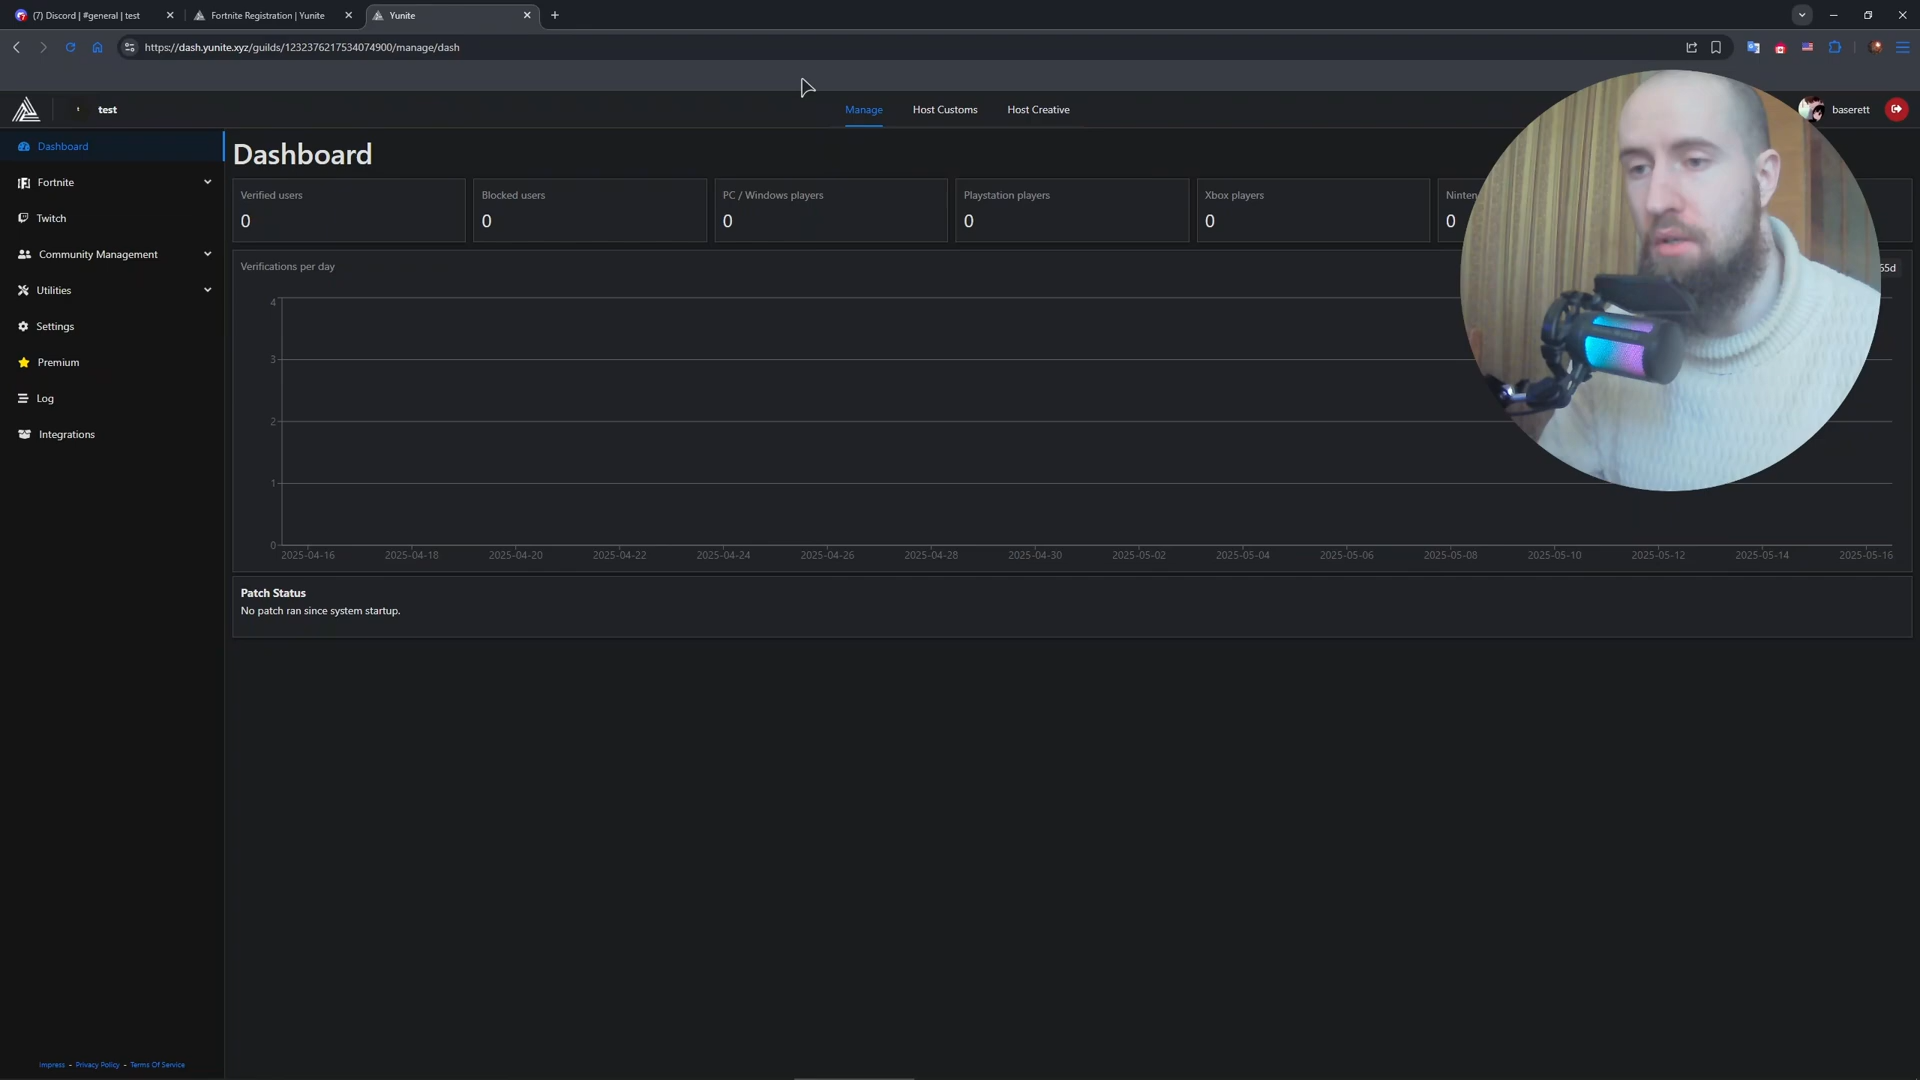 (7) Discord | #general | test
Fortnite Registration | Yunite
Yunite
https://dash.yunite.xyz/guilds/1232376217534074900/manage/dash
test
Manage
Host Customs
Host Creative
baserett
Dashboard
Fortnite
Twitch
Community Management
Utilities
Settings
Premium
Log
Integrations
Dashboard
Verified users
0
Blocked users
0
PC / Windows players
0
Playstation players
0
Xbox players
0
0
Verifications per day
4
3
2
1
0
2025-04-16 2025-04-18 2025-04-20 2025-04-22 2025-04-24 2025-04-26 2025-04-28 2025-04-30 2025-05-02 2025-05-04 2025-05-06 2025-05-08 2025-05-10 2025-05-12 2025-05-14 2025-05-16
Patch Status
No patch ran since system startup.
Impress - Privacy Policy - Terms Of Service